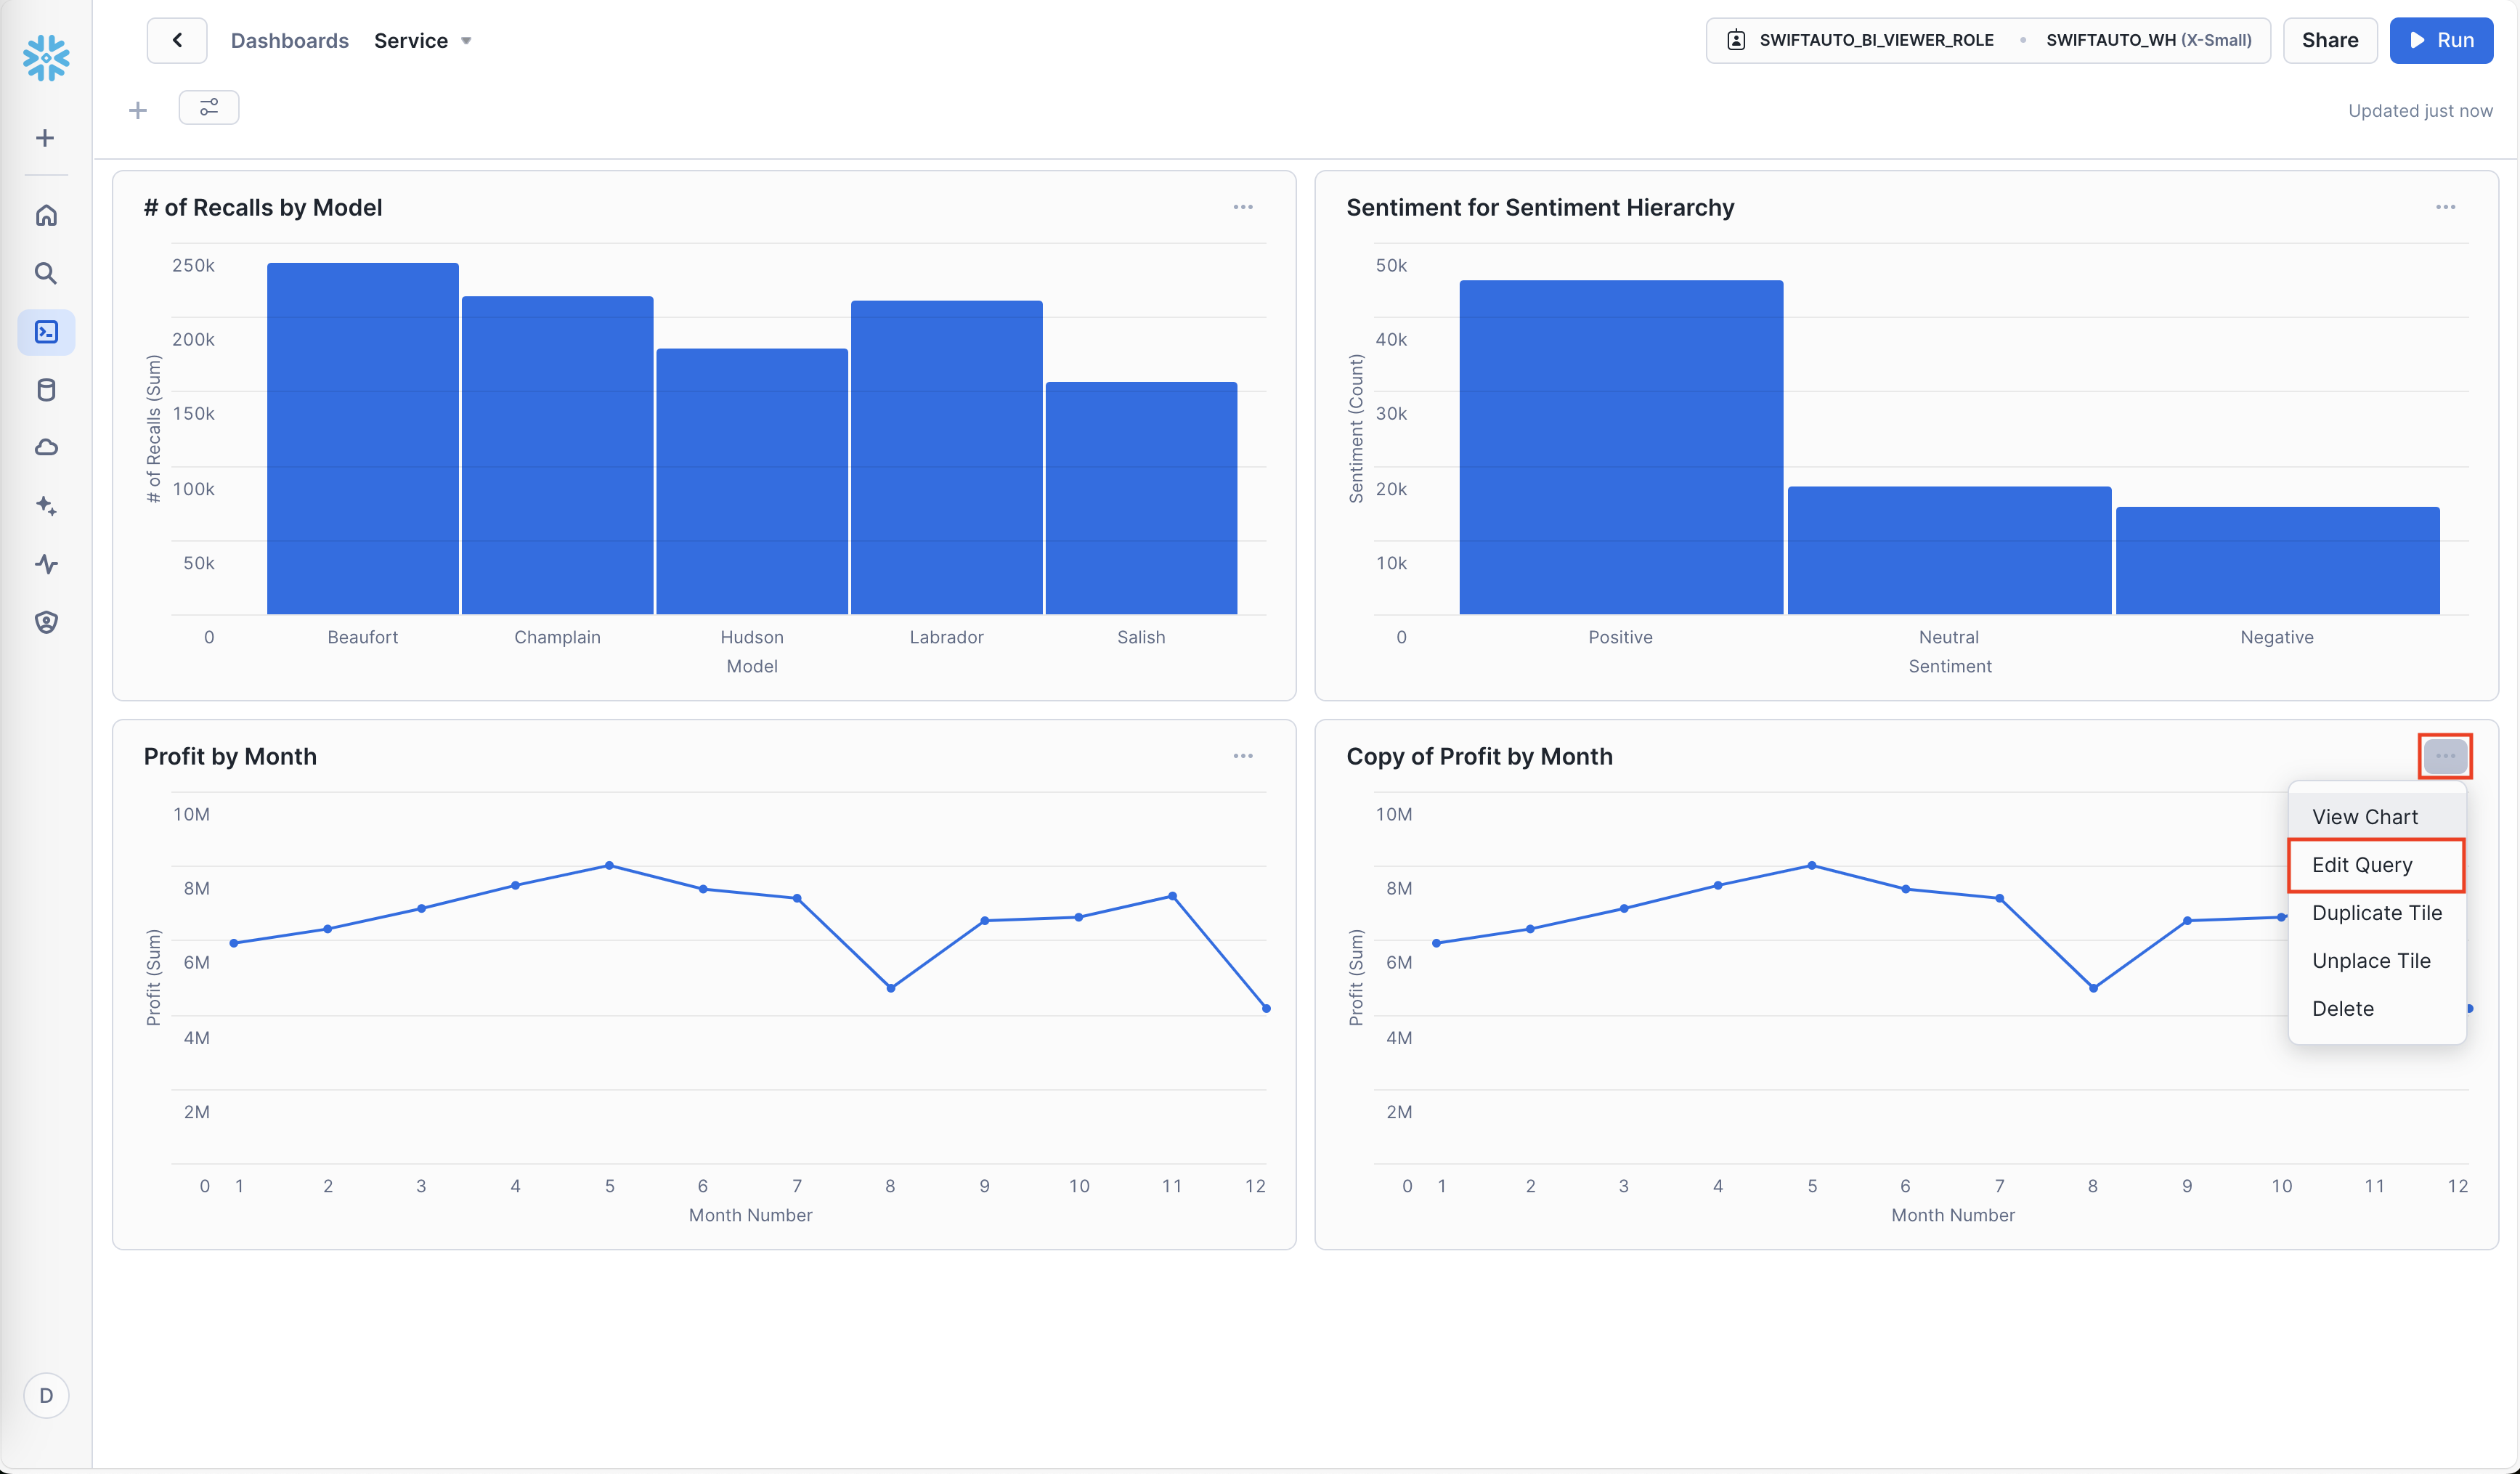 Dashboards Service
SWIFTAUTO_BI_VIEWER_ROLE • SWIFTAUTO_WH (X-Small)
Share
Run
Updated just now
# of Recalls by Model
# of Recalls (Sum)
250k
200k
150k
100k
50k
0
Beaufort Champlain Hudson Labrador Salish
Model
Sentiment for Sentiment Hierarchy
Sentiment (Count)
50k
40k
30k
20k
10k
0
Positive Neutral Negative
Sentiment
Profit by Month
Profit (Sum)
10M
8M
6M
4M
2M
0 1 2 3 4 5 6 7 8 9 10 11 12
Month Number
Copy of Profit by Month
Profit (Sum)
10M
8M
6M
4M
2M
0 1 2 3 4 5 6 7 8 9 10 11 12
Month Number
View Chart
Edit Query
Duplicate Tile
Unplace Tile
Delete
D